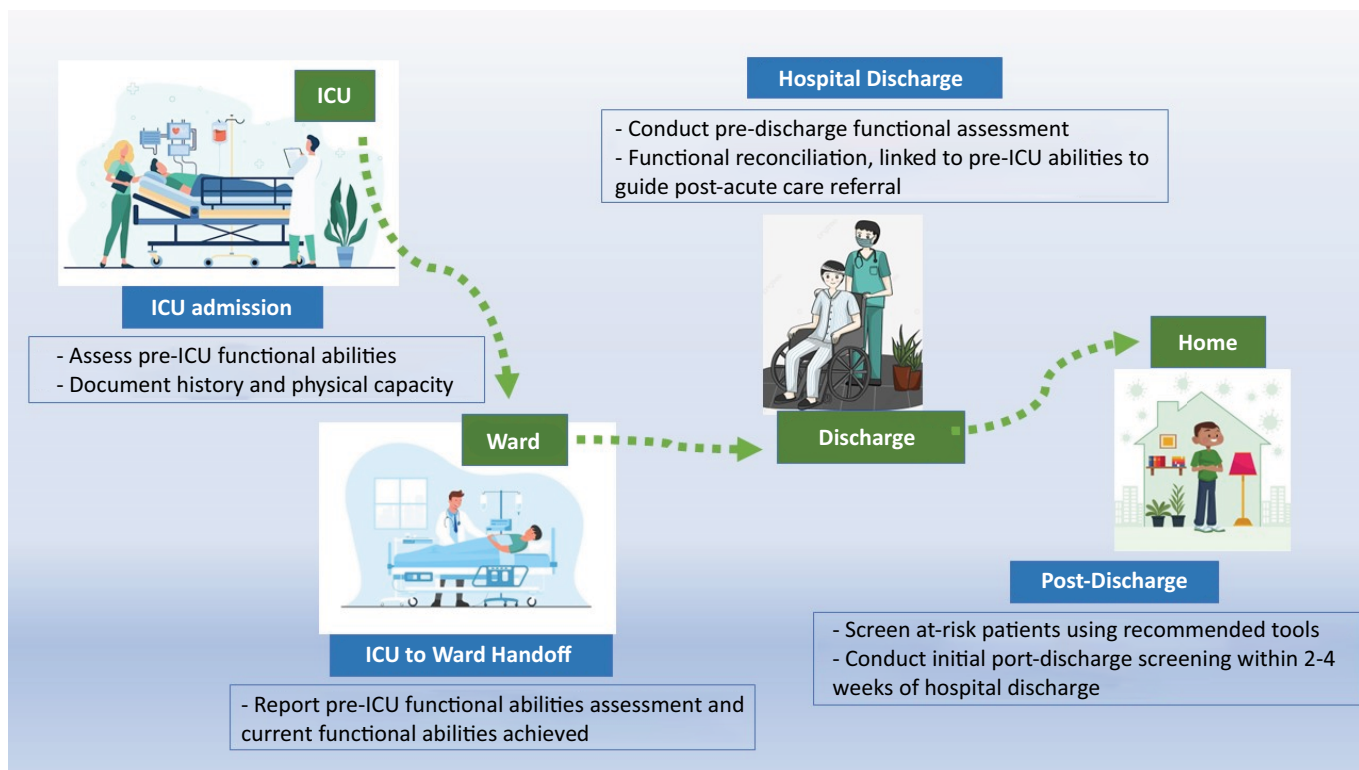 ICU
ICU admission
- Assess pre-ICU functional abilities
- Document history and physical capacity
Ward
ICU to Ward Handoff
- Report pre-ICU functional abilities assessment and
current functional abilities achieved
Hospital Discharge
- Conduct pre-discharge functional assessment
- Functional reconciliation, linked to pre-ICU abilities to
guide post-acute care referral
Discharge
Home
Post-Discharge
- Screen at-risk patients using recommended tools
- Conduct initial port-discharge screening within 2-4
weeks of hospital discharge